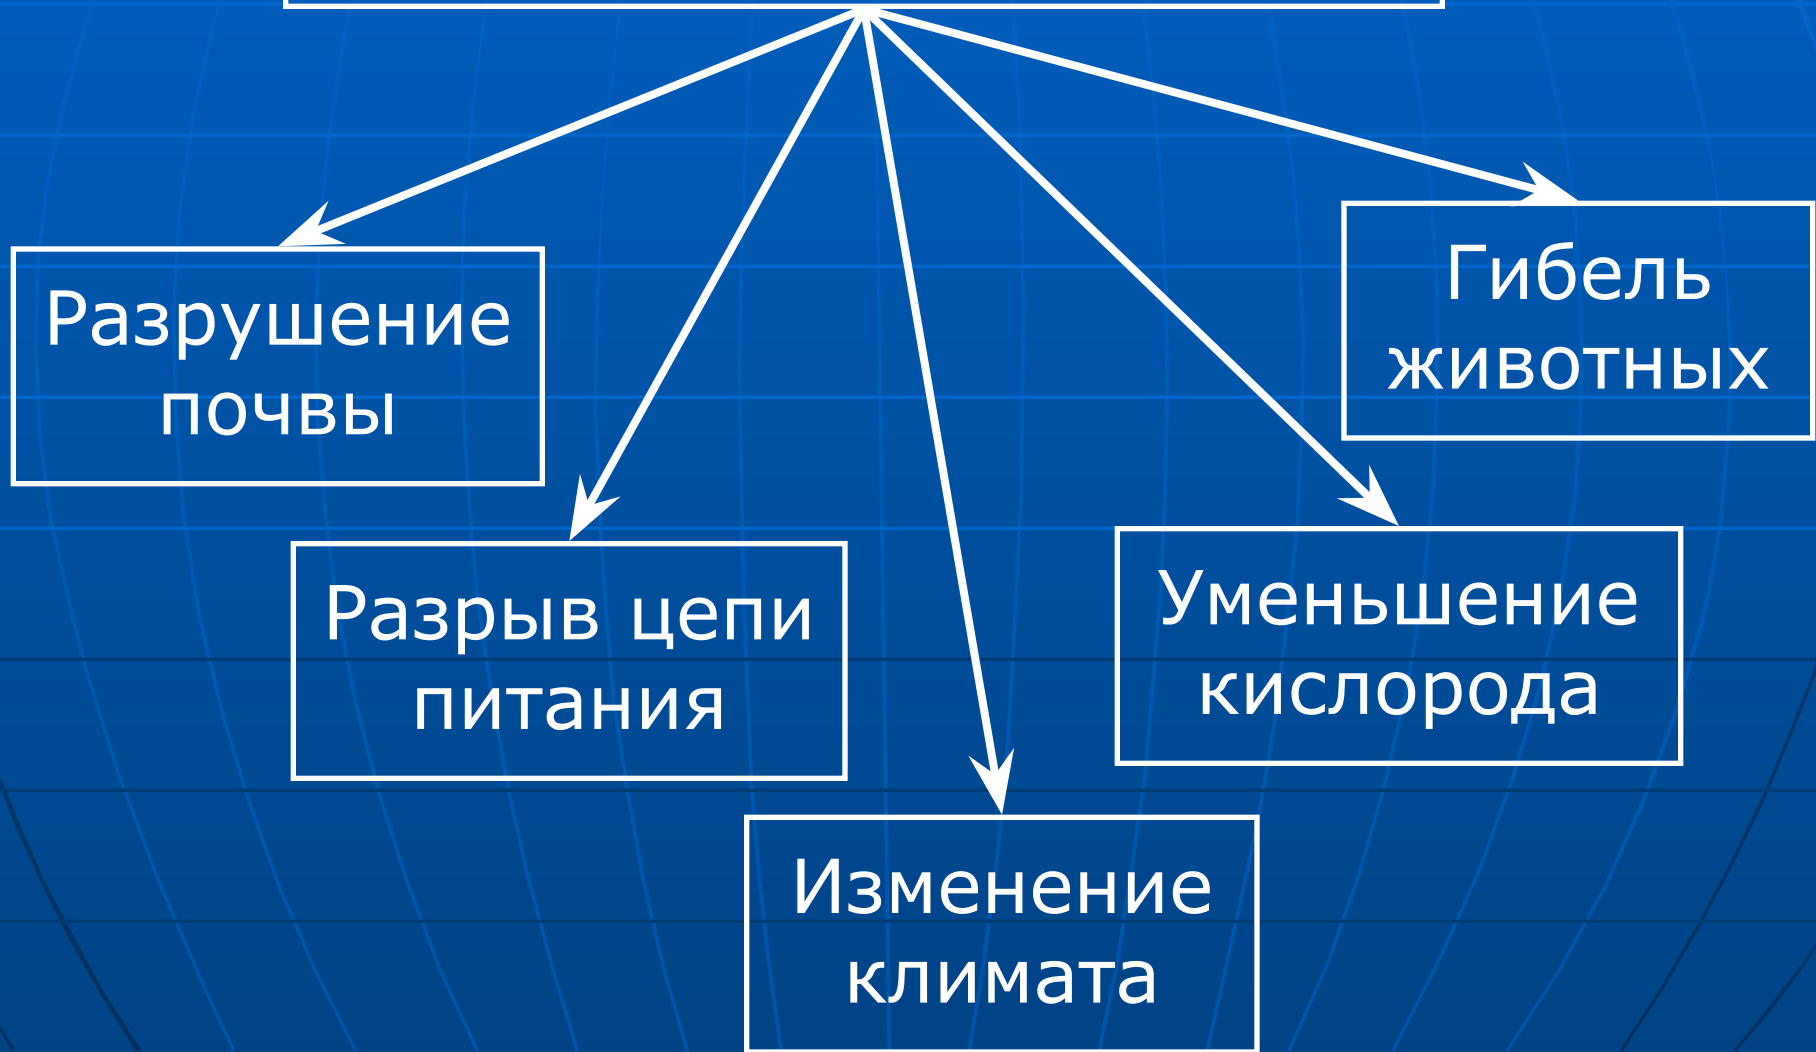 Разрушение
почвы
Разрыв цепи
питания
Изменение
климата
Уменьшение
кислорода
Гибель
животных